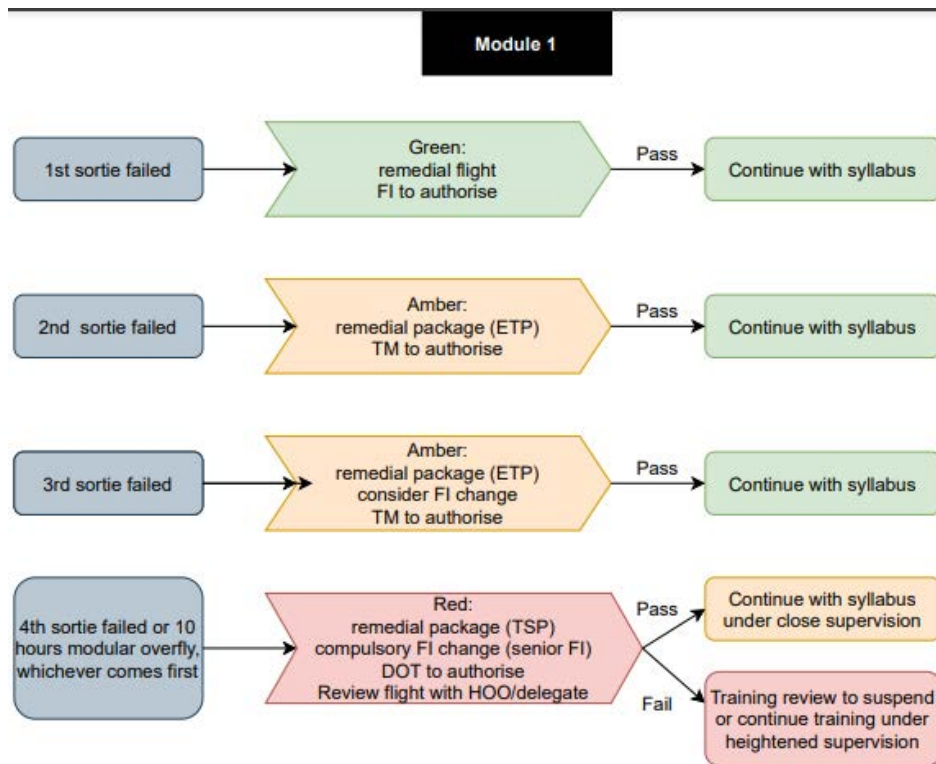 Module 1
1st sortie failed
Green:
remedial flight
FI to authorise
Pass
Continue with syllabus
2nd sortie failed
Amber:
remedial package (ETP)
TM to authorise
Pass
Continue with syllabus
3rd sortie failed
Amber:
remedial package (ETP)
consider FI change
TM to authorise
Pass
Continue with syllabus
4th sortie failed or 10
hours modular overfly,
whichever comes first
Red:
remedial package (TSP)
compulsory FI change (senior FI)
DOT to authorise
Review flight with HOO/delegate
Pass
Continue with syllabus
under close supervision
Fail
Training review to suspend
or continue training under
heightened supervision